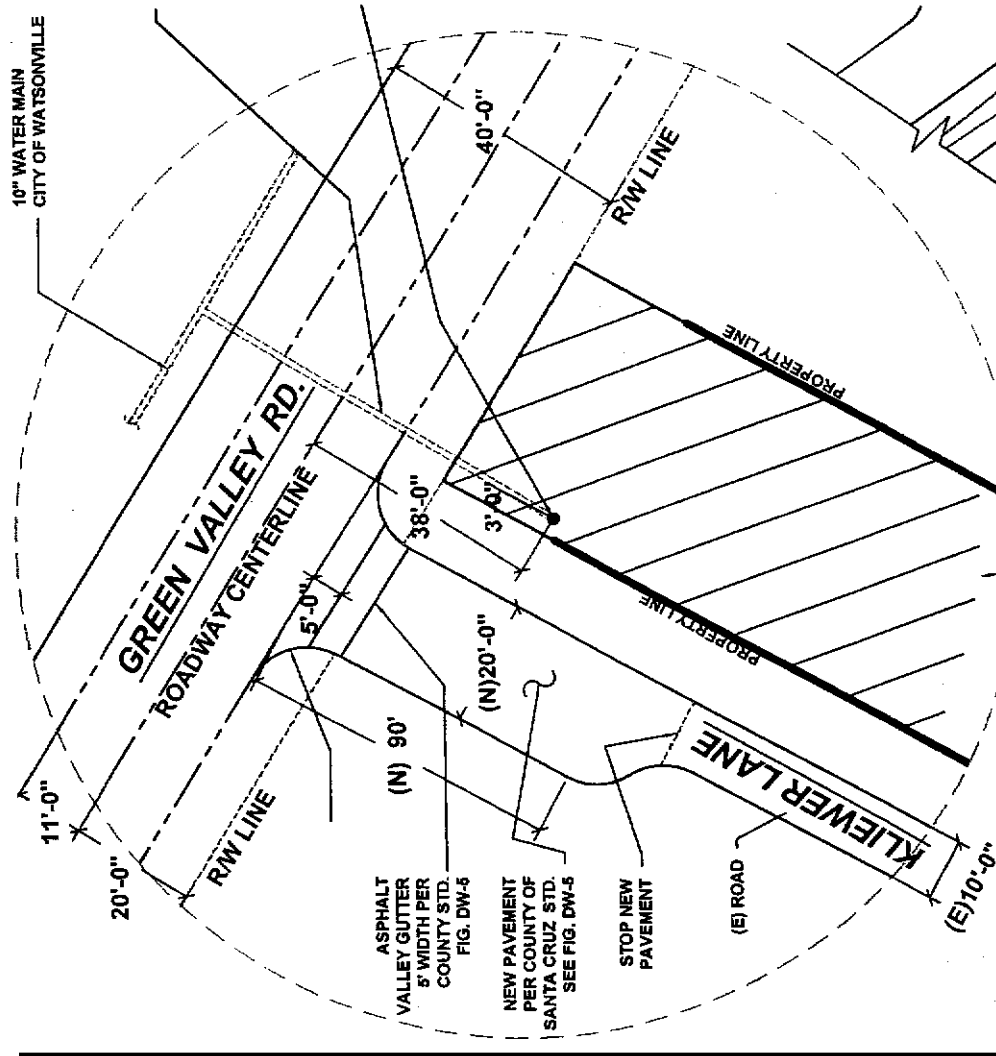 10" WATER MAIN
CITY OF WATSONVILLE
GREEN VALLEY RD.
ROADWAY CENTERLINE
11'-0"
20'-0"
40'-0"
R/W LINE
R/W LINE
38'-0"
3'-0"
5'-0"
(N) 90'
(N)20'-0"
PROPERTY LINE
PROPERTY LINE
ASPHALT
VALLEY GUTTER
5' WIDTH PER
COUNTY STD.
FIG. DW-5
NEW PAVEMENT
PER COUNTY OF
SANTA CRUZ STD.
SEE FIG. DW-5
STOP NEW
PAVEMENT
(E) ROAD
KLIEWER LANE
(E)10'-0"